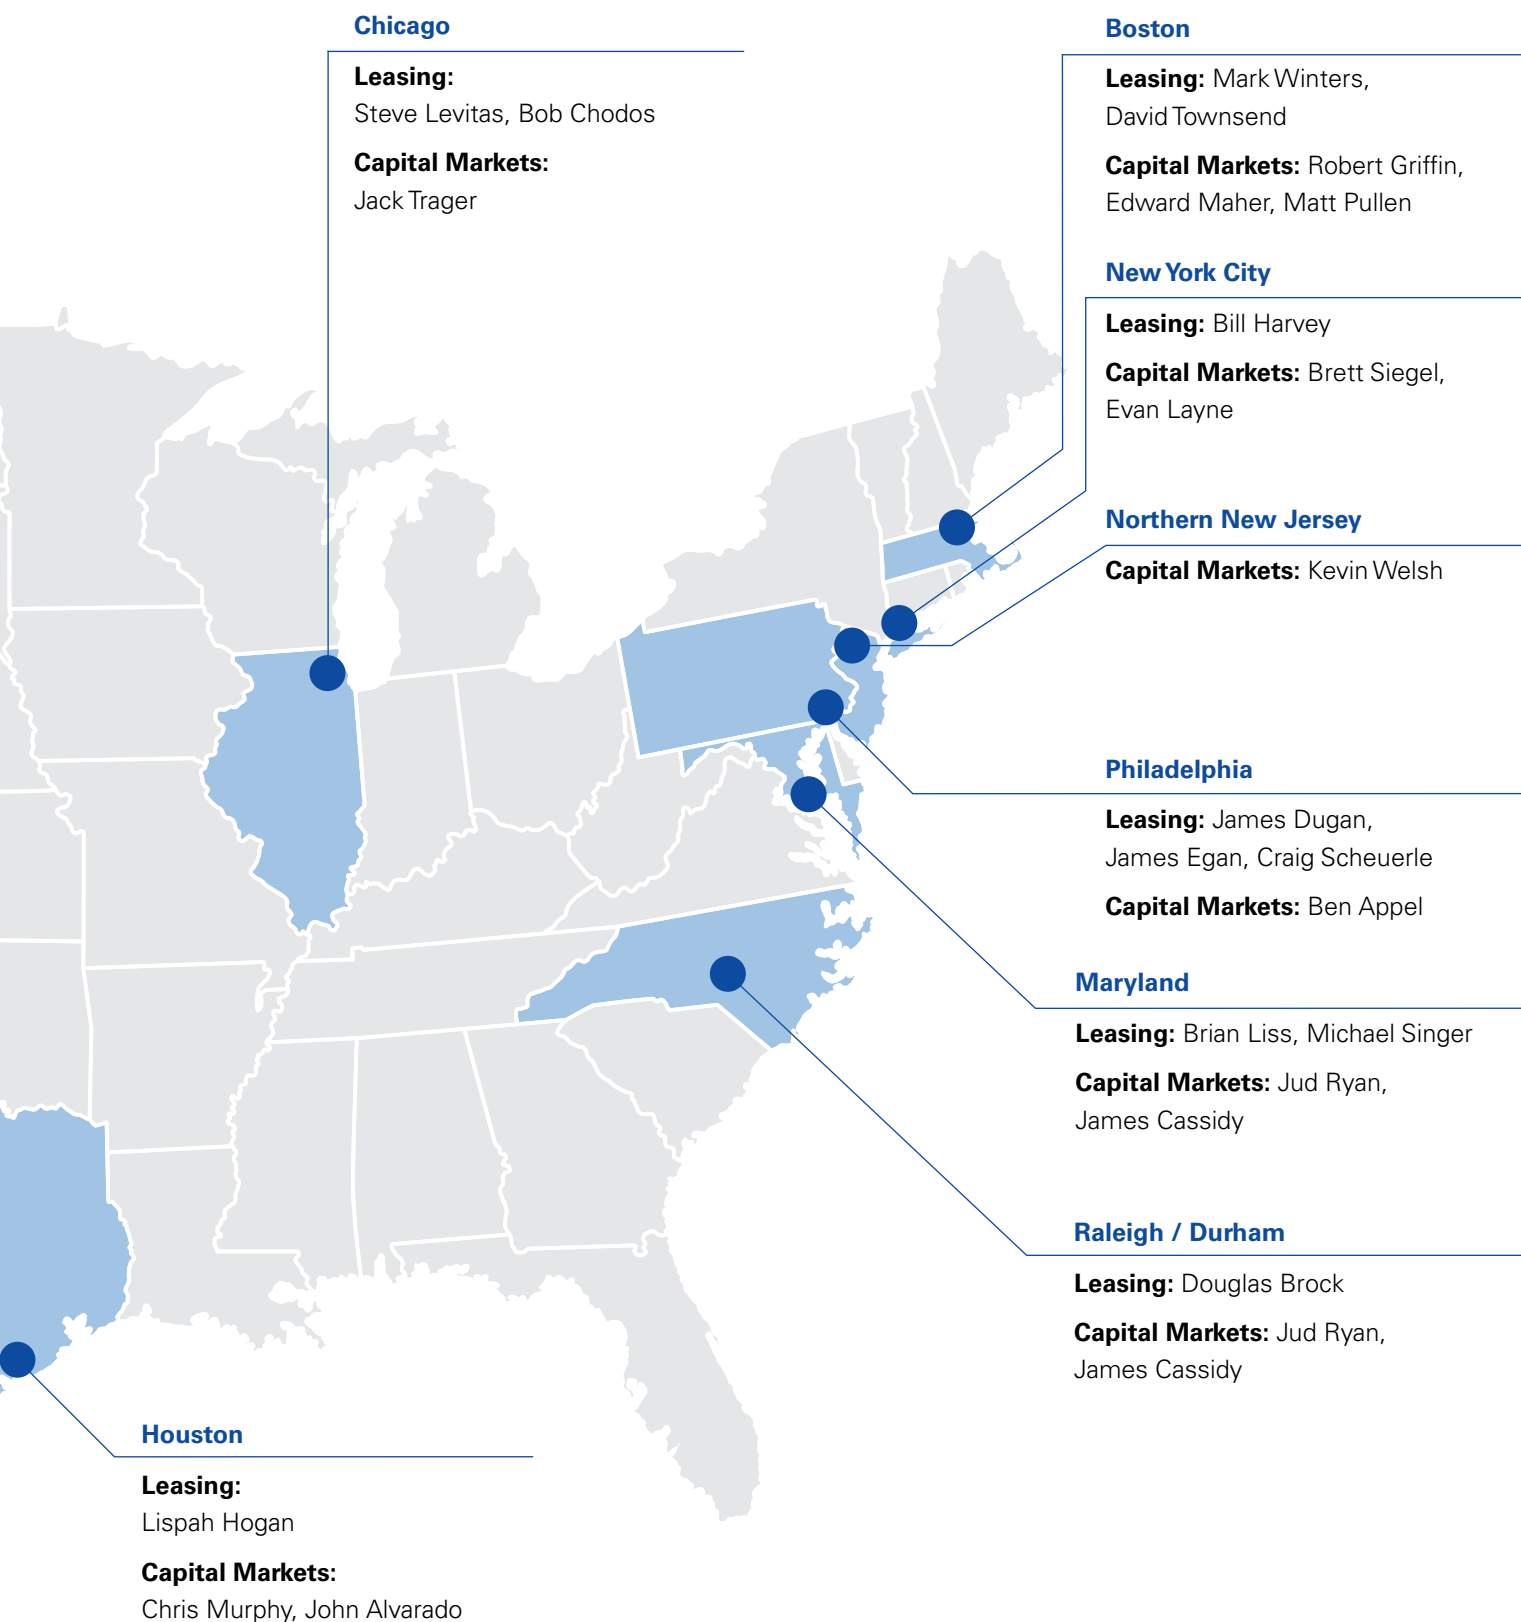 Chicago
Leasing:
Steve Levitas, Bob Chodos
Capital Markets:
Jack Trager
Boston
Leasing: Mark Winters,
David Townsend
Capital Markets: Robert Griffin,
Edward Maher, Matt Pullen
New York City
Leasing: Bill Harvey
Capital Markets: Brett Siegel,
Evan Layne
Northern New Jersey
Capital Markets: Kevin Welsh
Philadelphia
Leasing: James Dugan,
James Egan, Craig Scheuerle
Capital Markets: Ben Appel
Maryland
Leasing: Brian Liss, Michael Singer
Capital Markets: Jud Ryan,
James Cassidy
Raleigh / Durham
Leasing: Douglas Brock
Capital Markets: Jud Ryan,
James Cassidy
Houston
Leasing:
Lispah Hogan
Capital Markets:
Chris Murphy, John Alvarado